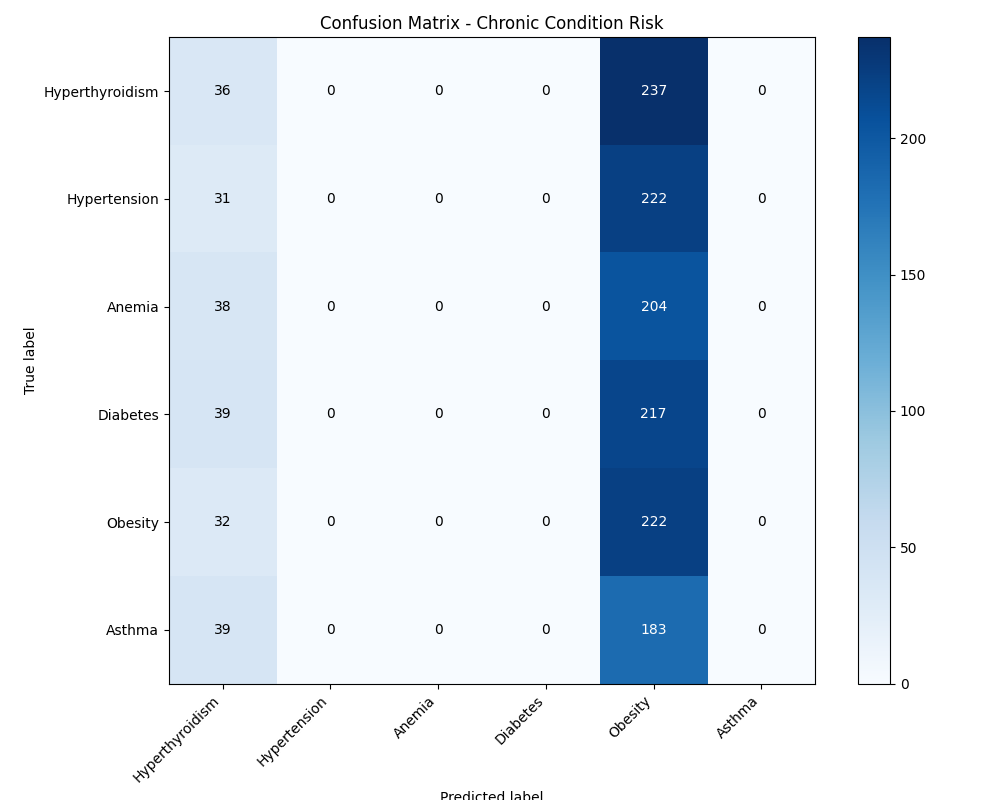 Confusion Matrix - Chronic Condition Risk
True label
Hyperthyroidism 36 0 0 0 237 0
Hypertension 31 0 0 0 222 0
Anemia 38 0 0 0 204 0
Diabetes 39 0 0 0 217 0
Obesity 32 0 0 0 222 0
Asthma 39 0 0 0 183 0
Hyperthyroidism Hypertension Anemia Diabetes Obesity Asthma
Predicted label
200
150
100
50
0